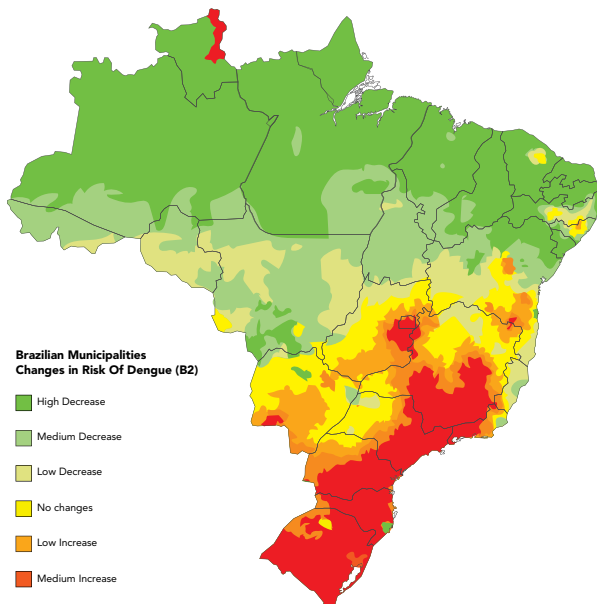 Brazilian Municipalities
Changes in Risk Of Dengue (B2)
High Decrease
Medium Decrease
Low Decrease
No changes
Low Increase
Medium Increase